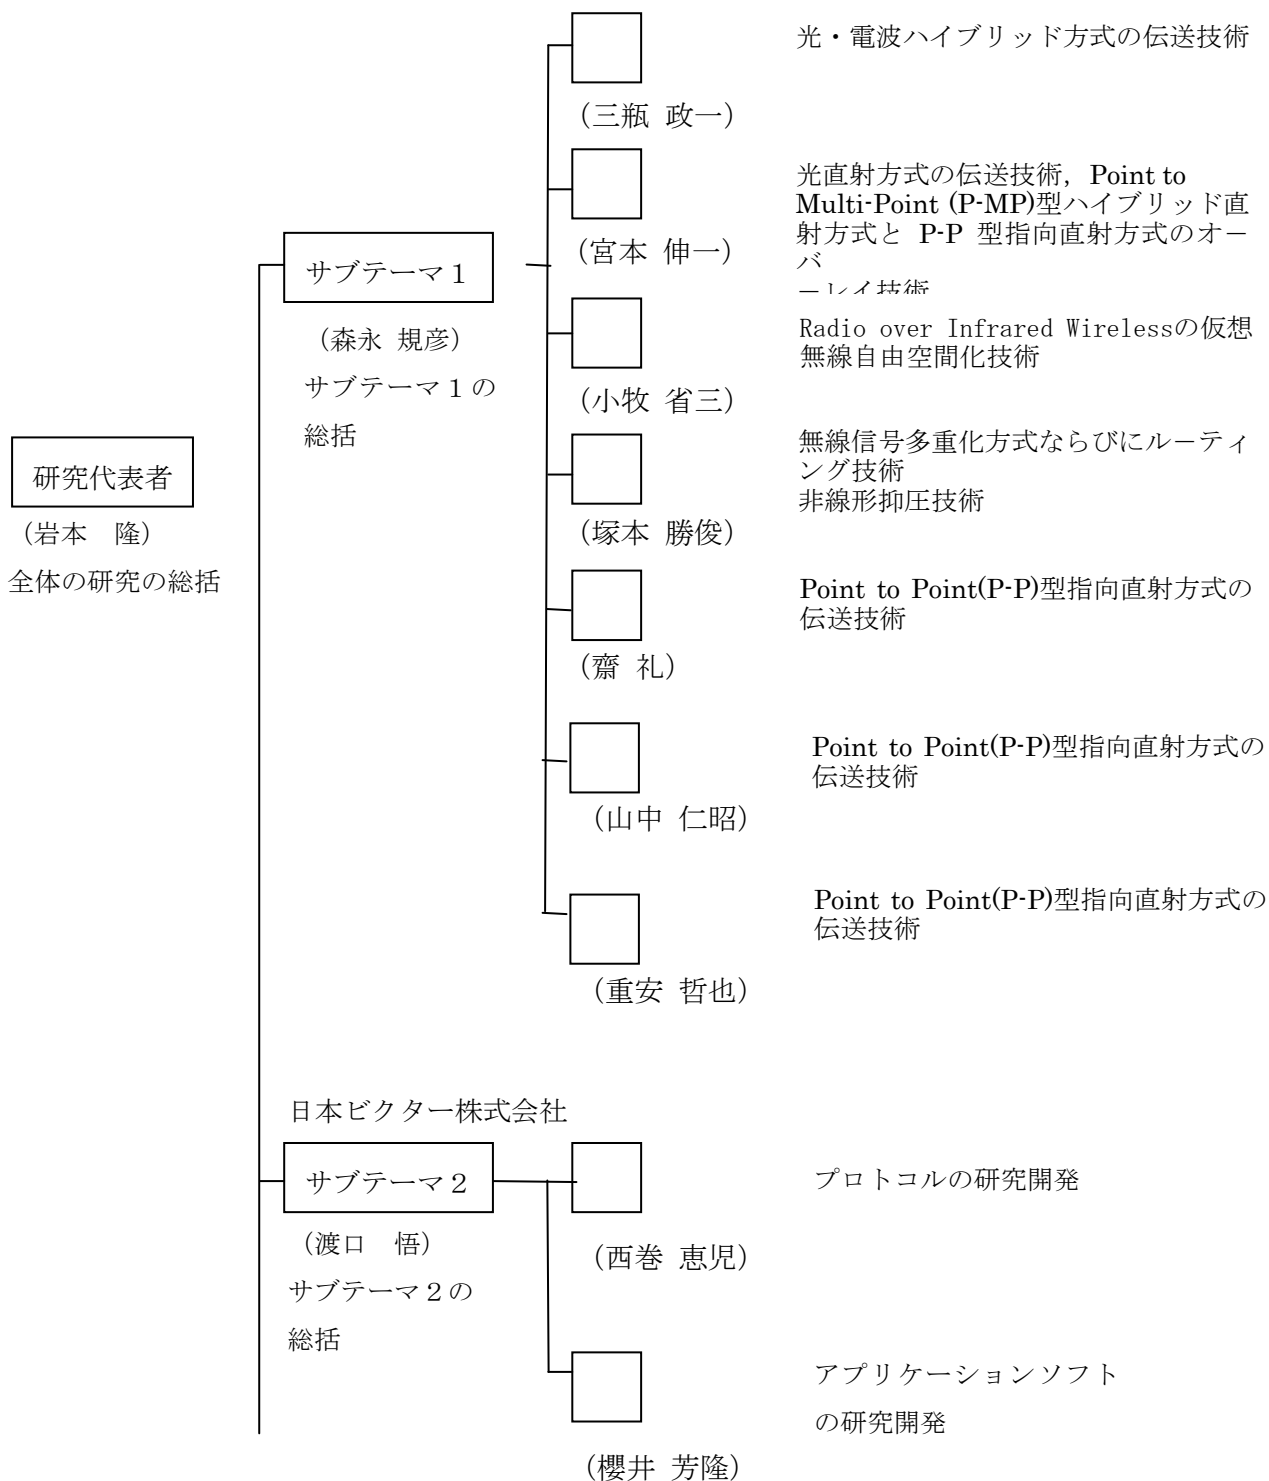 光・電波ハイブリッド方式の伝送技術
（三瓶 政一）
光直射方式の伝送技術，Point to
Multi-Point (P-MP)型ハイブリッド直
射方式と P-P 型指向直射方式のオー
バ
ーレイ技術
（宮本 伸一）
サブテーマ１
（森永 規彦）
サブテーマ１の
総括
Radio over Infrared Wirelessの仮想
無線自由空間化技術
（小牧 省三）
研究代表者
（岩本　隆）
全体の研究の総括
無線信号多重化方式ならびにルーティ
ング技術
非線形抑圧技術
（塚本 勝俊）
Point to Point(P-P)型指向直射方式の
伝送技術
（齋 礼）
Point to Point(P-P)型指向直射方式の
伝送技術
（山中 仁昭）
Point to Point(P-P)型指向直射方式の
伝送技術
（重安 哲也）
日本ビクター株式会社
サブテーマ２
（渡口　悟）
サブテーマ２の
総括
プロトコルの研究開発
（西巻 恵児）
アプリケーションソフト
の研究開発
（櫻井 芳隆）